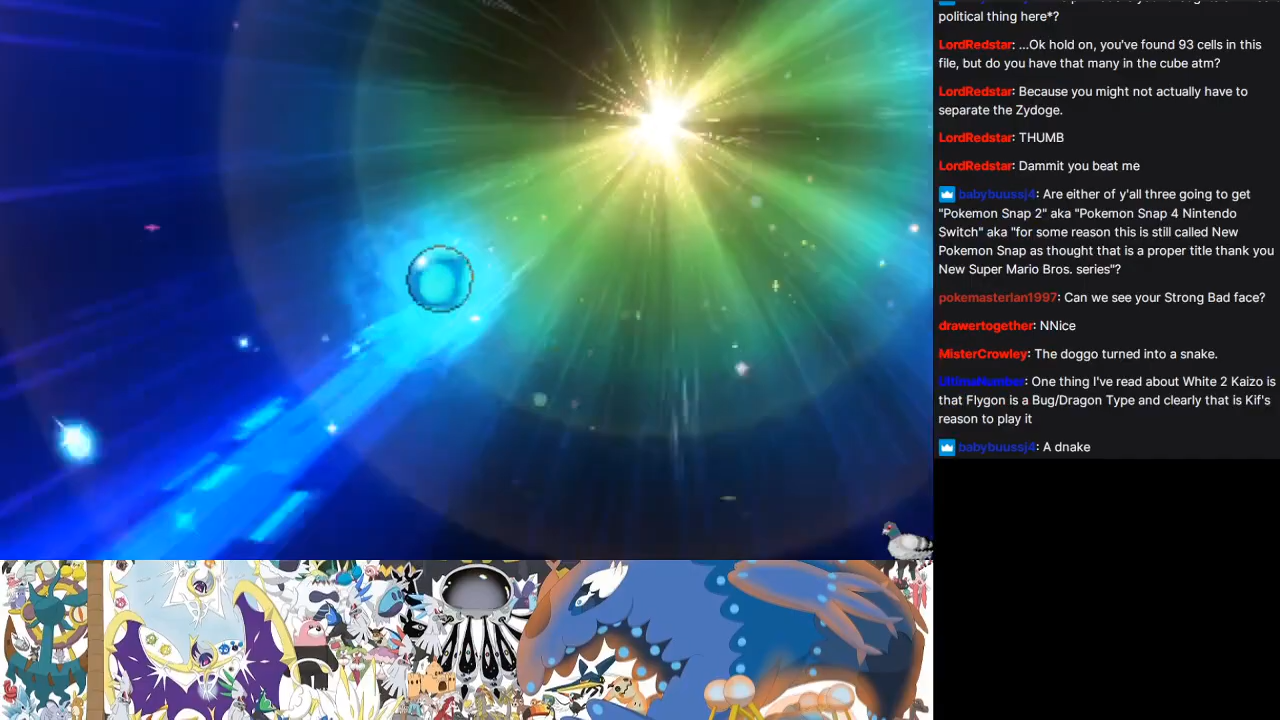 political thing here*?
LordRedstar: ...Ok hold on, you've found 93 cells in this
file, but do you have that many in the cube atm?
LordRedstar: Because you might not actually have to
separate the Zydoge.
LordRedstar: THUMB
LordRedstar: Dammit you beat me
babybuussj4: Are either of y'all three going to get
"Pokemon Snap 2" aka "Pokemon Snap 4 Nintendo
Switch" aka "for some reason this is still called New
Pokemon Snap as thought that is a proper title thank you
New Super Mario Bros. series"?
pokemasterIan1997: Can we see your Strong Bad face?
drawertogether: NNice
MisterCrowley: The doggo turned into a snake.
UltimaNumber: One thing I've read about White 2 Kaizo is
that Flygon is a Bug/Dragon Type and clearly that is Kif's
reason to play it
babybuussj4: A dnake